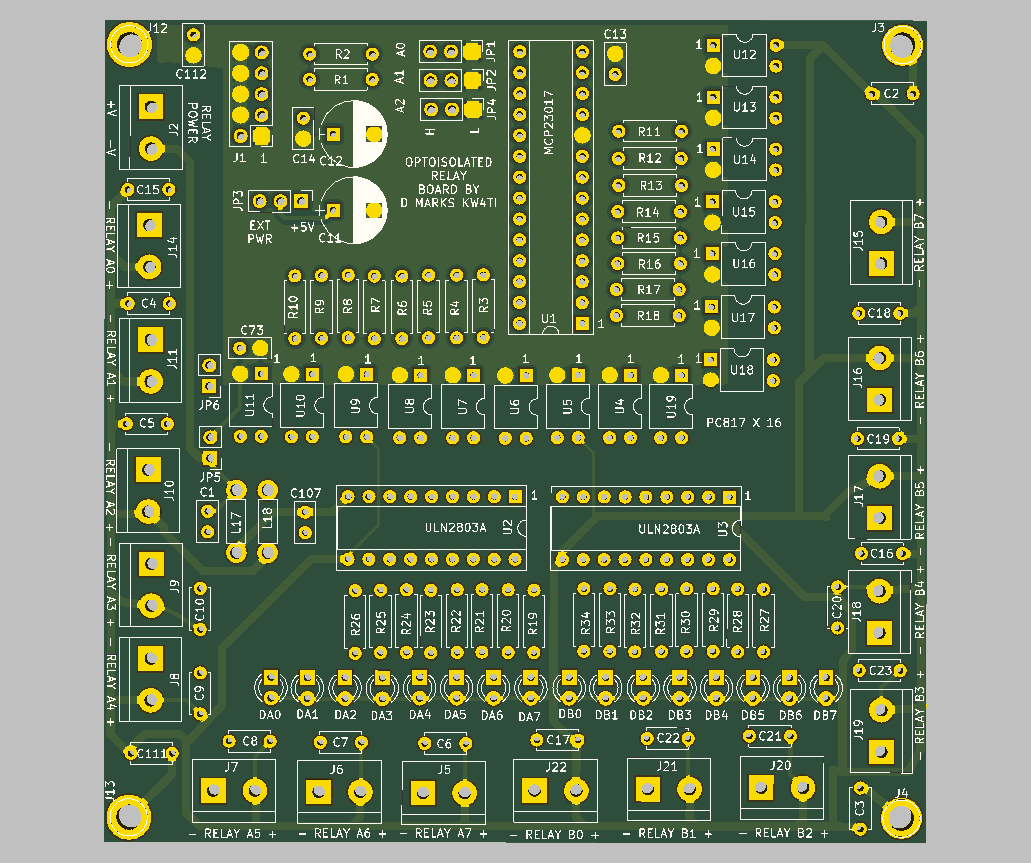 J12
C112
R2
R1
A0
A1
A2
JP1
JP2
JP4
H
L
MCP23017
U1
1
C13
1
U12
U13
1
U14
U15
1
U16
U17
1
U18
J3
C2
+V
-V
J2
RELAY
POWER
J1
1
C14
C12
OPTOISOLATED
RELAY
BOARD BY
D MARKS KW4TI
JP3
EXT
PWR
+5V
C11
R11
R12
R13
R14
R15
R16
R17
R18
C15
- RELAY A0 +
J14
C4
- RELAY A1 +
J11
C5
- RELAY A2 +
J10
- RELAY A3 +
J9
C10
- RELAY A4 +
J8
C9
C111
J13
R10
R9
R8
R7
R6
R5
R4
R3
C73
JP6
JP5
1
1
1
1
1
1
1
1
U11
U10
U9
U8
U7
U6
U5
U4
U19
PC817 X 16
J15
- RELAY B7 +
C18
J16
- RELAY B6 +
C19
J17
- RELAY B5 +
C16
J18
- RELAY B4 +
C20
C23
J19
- RELAY B3 +
C1
L17
L18
C107
ULN2803A
U2
1
ULN2803A
U3
1
R26
R25
R24
R23
R22
R21
R20
R19
R34
R33
R32
R31
R30
R29
R28
R27
DA0
DA1
DA2
DA3
DA4
DA5
DA6
DA7
DB0
DB1
DB2
DB3
DB4
DB5
DB6
DB7
C8
C7
C6
C17
C22
C21
J7
J6
J5
J22
J21
J20
C3
J4
- RELAY A5 +
- RELAY A6 +
- RELAY A7 +
- RELAY B0 +
- RELAY B1 +
- RELAY B2 +